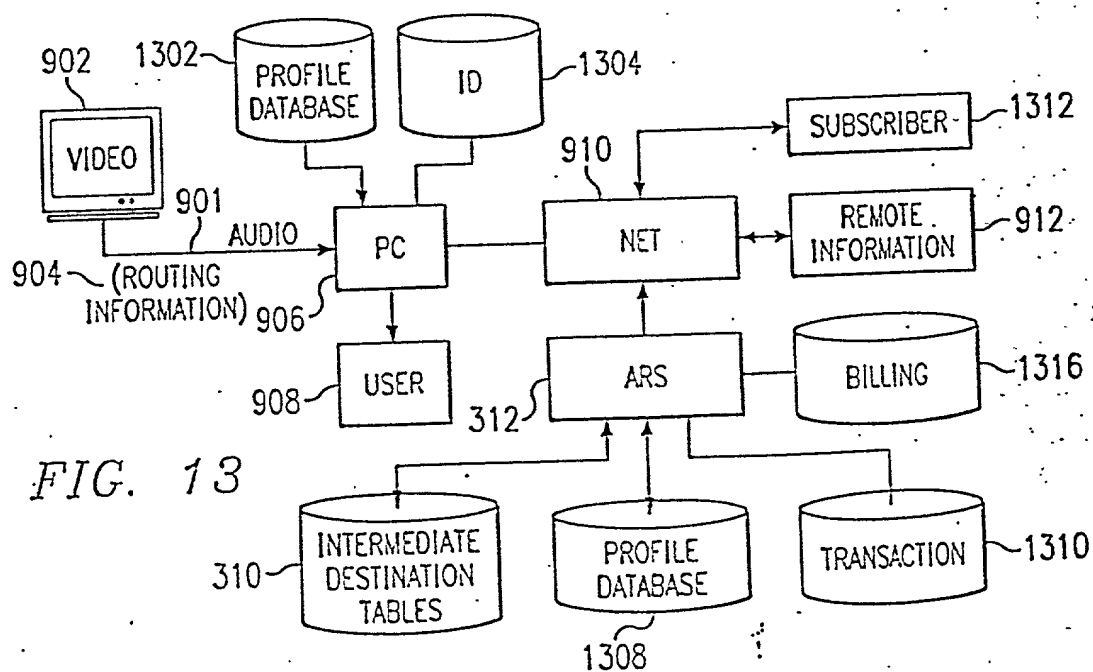 1302
PROFILE
DATABASE
ID
1304
902
VIDEO
901
AUDIO
904
(ROUTING
INFORMATION)
PC
906
USER
908
910
NET
SUBSCRIBER
1312
REMOTE
INFORMATION
912
ARS
312
BILLING
1316
FIG. 13
310
INTERMEDIATE
DESTINATION
TABLES
PROFILE
DATABASE
1308
TRANSACTION
1310